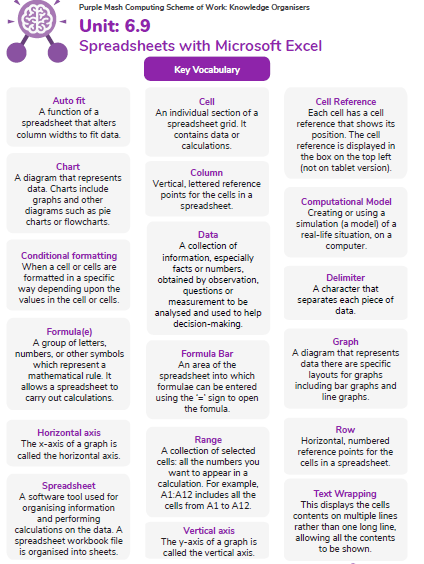 Purple Mash Computing Scheme of Work: Knowledge Organisers
Unit: 6.9
Spreadsheets with Microsoft Excel
Key Vocabulary
Auto fit
A function of a
spreadsheet that alters
column widths to fit data.
Chart
A diagram that represents
data. Charts include
graphs and other
diagrams such as pie
charts or flowcharts.
Conditional formatting
When a cell or cells are
formatted in a specific
way depending upon the
values in the cell or cells.
Formula(e)
A group of letters,
numbers, or other symbols
which represent a
mathematical rule. It
allows a spreadsheet to
carry out calculations.
Horizontal axis
The x-axis of a graph is
called the horizontal axis.
Spreadsheet
A software tool used for
organising information
and performing
calculations on the data. A
spreadsheet workbook file
is organised into sheets.
Cell
An individual section of a
spreadsheet grid. It
contains data or
calculations.
Column
Vertical, lettered reference
points for the cells in a
spreadsheet.
Data
A collection of
information, especially
facts or numbers,
obtained by observation,
questions or
measurement to be
analysed and used to help
decision-making.
Formula Bar
An area of the
spreadsheet into which
formulae can be entered
using the '=' sign to open
the fomula.
Range
A collection of selected
cells: all the numbers you
want to appear in a
calculation. For example,
A1:A12 includes all the
cells from A1 to A12.
Vertical axis
The y-axis of a graph is
called the vertical axis.
Cell Reference
Each cell has a cell
reference that shows its
position. The cell
reference is displayed in
the box on the top left
(not on tablet version).
Computational Model
Creating or using a
simulation (a model) of a
real-life situation, on a
computer.
Delimiter
A character that
separates each piece of
data.
Graph
A diagram that represents
data there are specific
layouts for graphs
including bar graphs and
line graphs.
Row
Horizontal, numbered
reference points for the
cells in a spreadsheet.
Text Wrapping
This displays the cells
contents on multiple lines
rather than one long line,
allowing all the contents
to be shown.